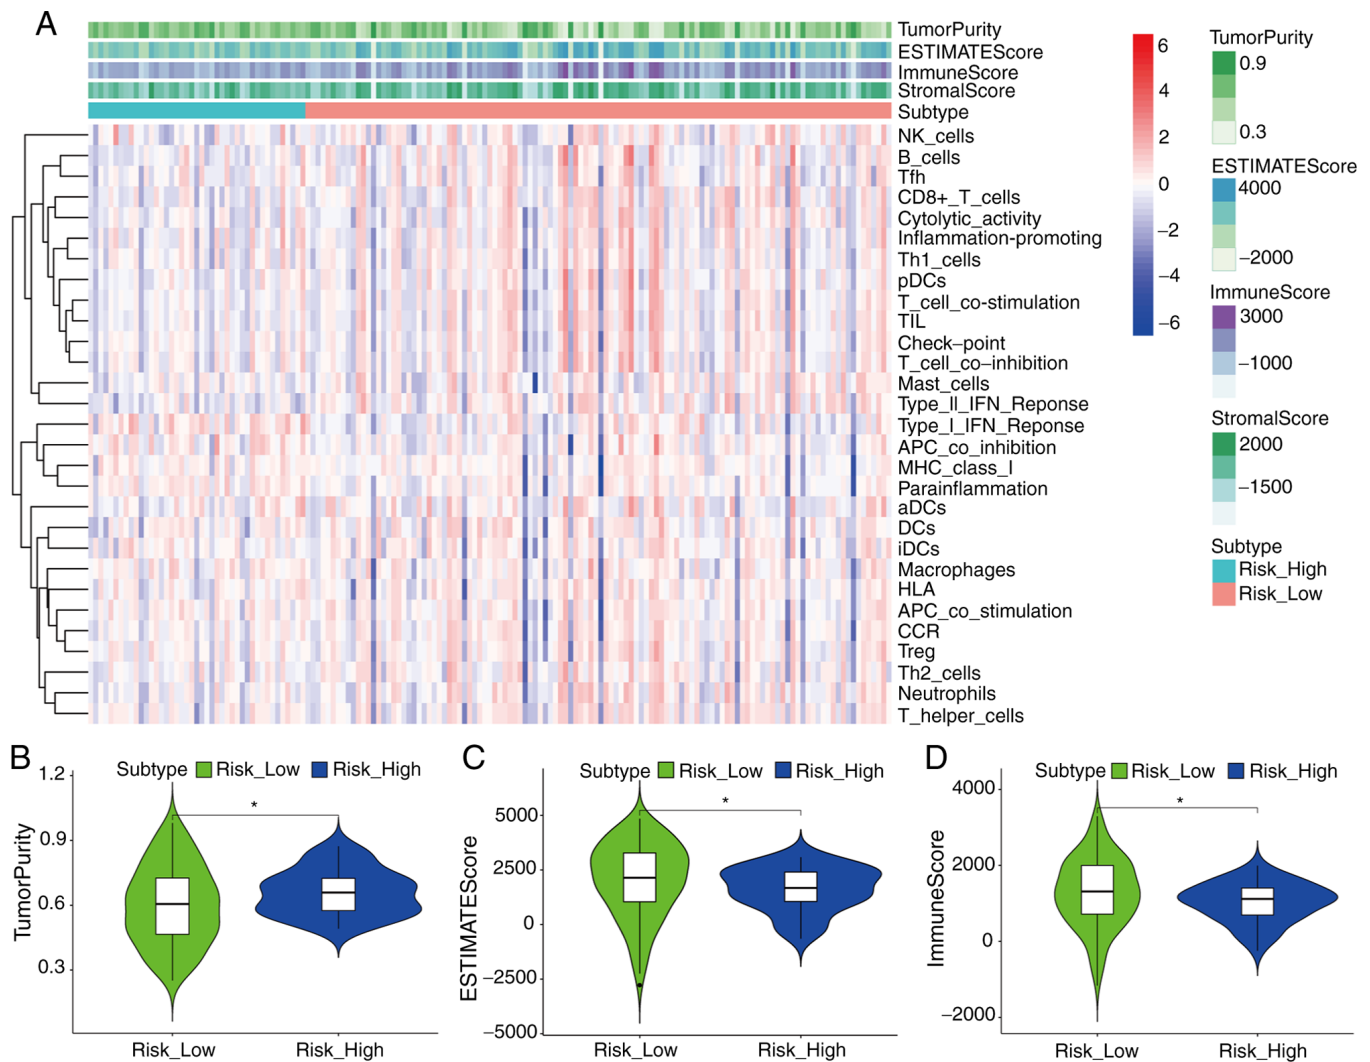 A
TumorPurity
ESTIMATEScore
ImmuneScore
StromalScore
Subtype
NK_cells
B_cells
Tfh
CD8+_T_cells
Cytolytic_activity
Inflammation-promoting
Th1_cells
pDCs
T_cell_co-stimulation
TIL
Check–point
T_cell_co–inhibition
Mast_cells
Type_II_IFN_Reponse
Type_I_IFN_Reponse
APC_co_inhibition
MHC_class_I
Parainflammation
aDCs
DCs
iDCs
Macrophages
HLA
APC_co_stimulation
CCR
Treg
Th2_cells
Neutrophils
T_helper_cells
6
4
2
0
–2
–4
–6
TumorPurity
0.9
0.3
ESTIMATEScore
4000
–2000
ImmuneScore
3000
–1000
StromalScore
2000
–1500
Subtype
Risk_High
Risk_Low
B
Subtype Risk_Low Risk_High
TumorPurity
1.2
0.9
0.6
0.3
*
Risk_Low Risk_High
C
Subtype Risk_Low Risk_High
ESTIMATEScore
5000
2500
0
–2500
–5000
*
Risk_Low Risk_High
D
Subtype Risk_Low Risk_High
ImmuneScore
4000
2000
0
–2000
*
Risk_Low Risk_High